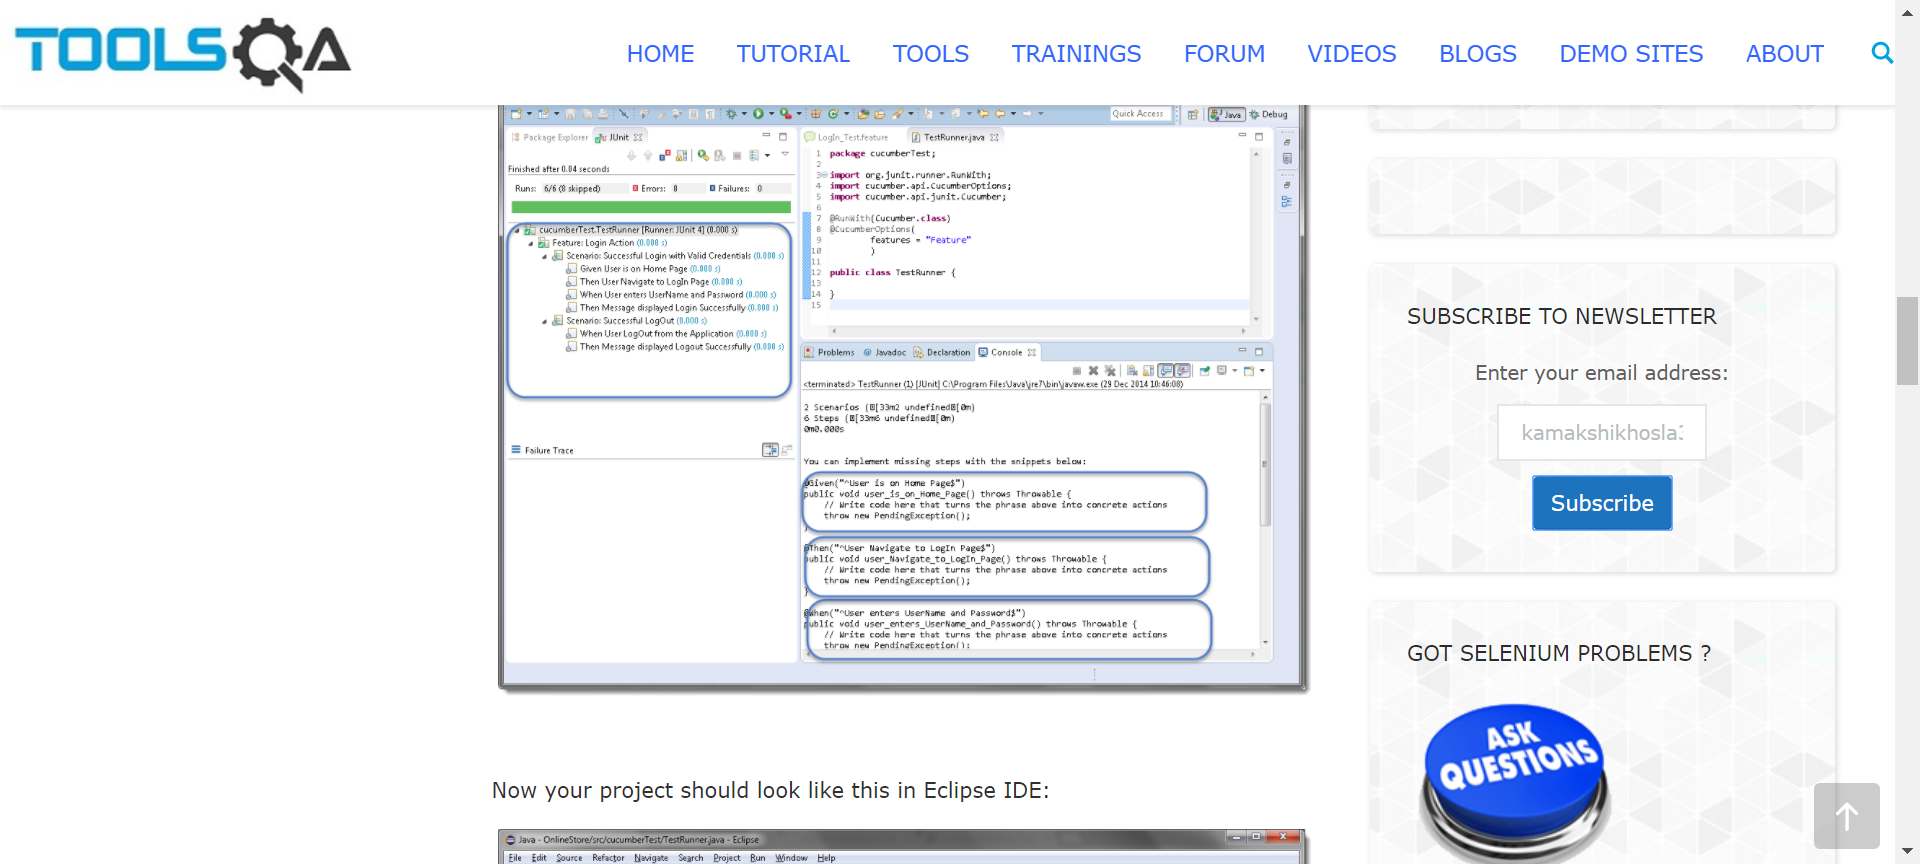 TOOLSQA
HOME TUTORIAL TOOLS TRAININGS FORUM VIDEOS BLOGS DEMO SITES ABOUT
Quick Access
Java
Debug
Package Explorer
JUnit
Finished after 0.04 seconds
Runs: 6/6 (8 skipped)
Errors: 0
Failures: 0
cucumberTest.TestRunner [Runner: JUnit 4] (0.000 s)
Feature: Login Action (0.000 s)
Scenario: Successful Login with Valid Credentials (0.000 s)
Given User is on Home Page (0.000 s)
Then User Navigate to LogIn Page (0.000 s)
When User enters UserName and Password (0.000 s)
Then Message displayed Login Successfully (0.000 s)
Scenario: Successful LogOut (0.000 s)
When User LogOut from the Application (0.000 s)
Then Message displayed Logout Successfully (0.000 s)
Failure Trace
LogIn_Test.feature
TestRunner.java
1 package cucumberTest;
2
3 import org.junit.runner.RunWith;
4 import cucumber.api.CucumberOptions;
5 import cucumber.api.junit.Cucumber;
6
7 @RunWith(Cucumber.class)
8 @CucumberOptions(
9 features = "Feature"
10 )
11
12 public class TestRunner {
13
14 }
15
Problems
@ Javadoc
Declaration
Console
<terminated> TestRunner (1) [JUnit] C:\Program Files\Java\jre7\bin\javaw.exe (29 Dec 2014 10:46:08)
2 Scenarios ([33m2 undefined[0m)
6 Steps ([33m6 undefined[0m)
0m0.000s
You can implement missing steps with the snippets below:
@Given("^User is on Home Page$")
public void user_is_on_Home_Page() throws Throwable {
// Write code here that turns the phrase above into concrete actions
throw new PendingException();
}
@Then("^User Navigate to LogIn Page$")
public void user_Navigate_to_LogIn_Page() throws Throwable {
// Write code here that turns the phrase above into concrete actions
throw new PendingException();
}
@When("^User enters UserName and Password$")
public void user_enters_UserName_and_Password() throws Throwable {
// Write code here that turns the phrase above into concrete actions
throw new PendingException();
Now your project should look like this in Eclipse IDE:
Java - OnlineStore/src/cucumberTest/TestRunner.java - Eclipse
File Edit Source Refactor Navigate Search Project Run Window Help
SUBSCRIBE TO NEWSLETTER
Enter your email address:
kamakshikhosla
Subscribe
GOT SELENIUM PROBLEMS ?
ASK
QUESTIONS